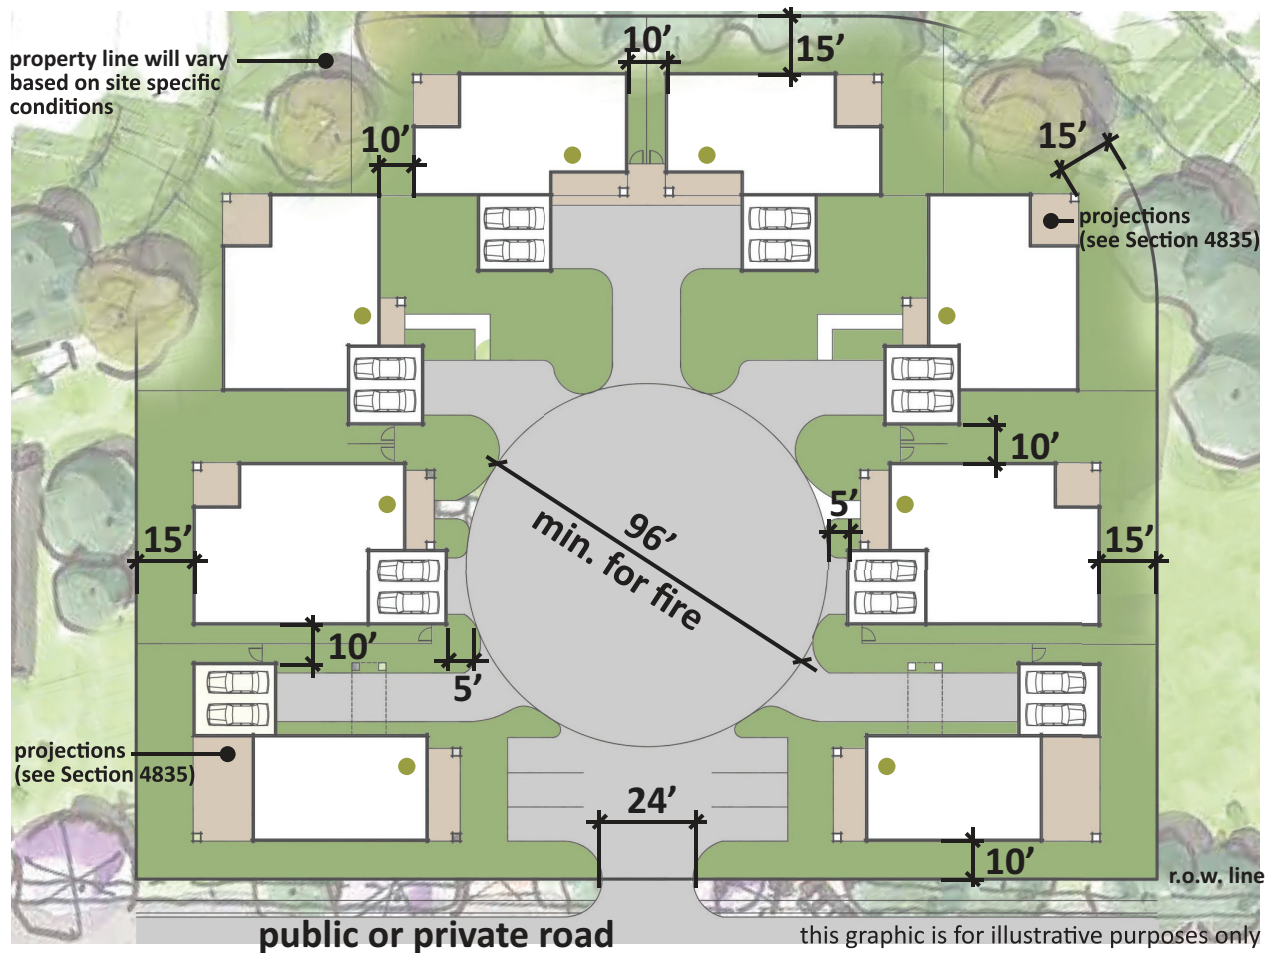 property line will vary
based on site specific
conditions
10’
15’
10’
15’
projections
(see Section 4835)
10’
5’
96’
min. for fire
15’
15’
10’
5’
projections
(see Section 4835)
24’
10’
r.o.w. line
public or private road
this graphic is for illustrative purposes only